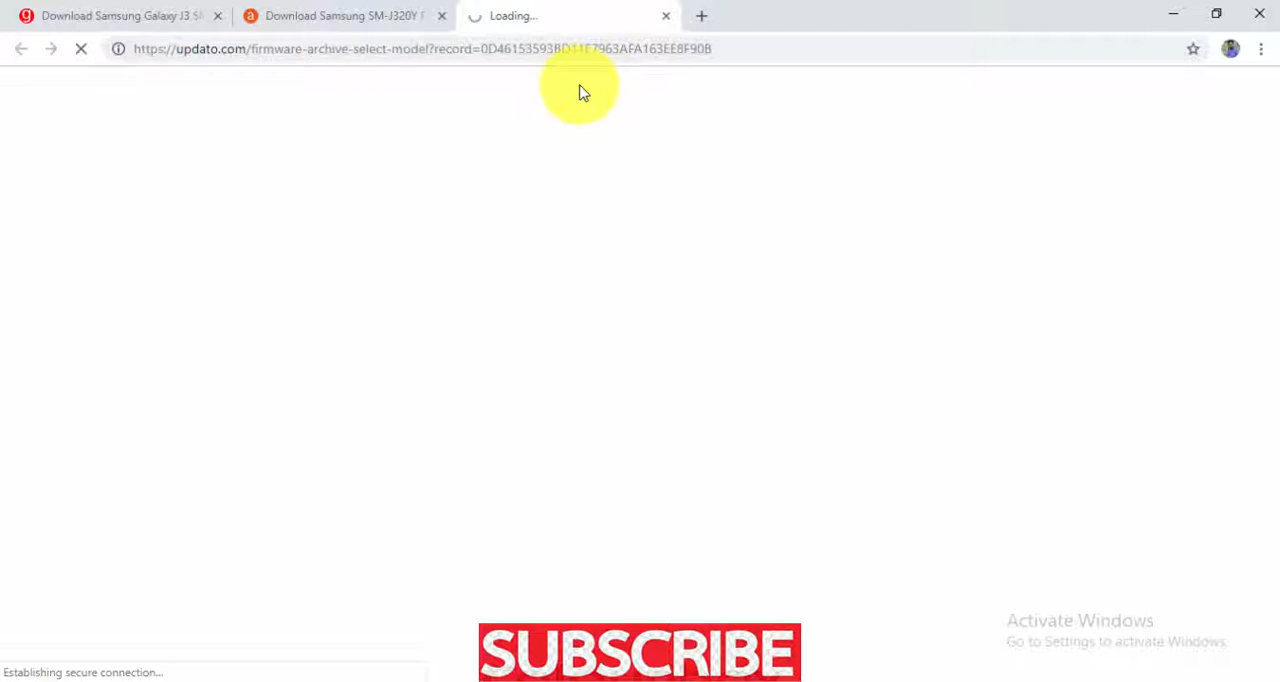 Download Samsung Galaxy J3
Download Samsung SM-J320Y F
Loading...
https://updato.com/firmware-archive-select-model?record=0D46153593BD11E7963AFA163EE8F90B
Activate Windows
Go to Settings to activate Windows.
Establishing secure connection...
SUBSCRIBE